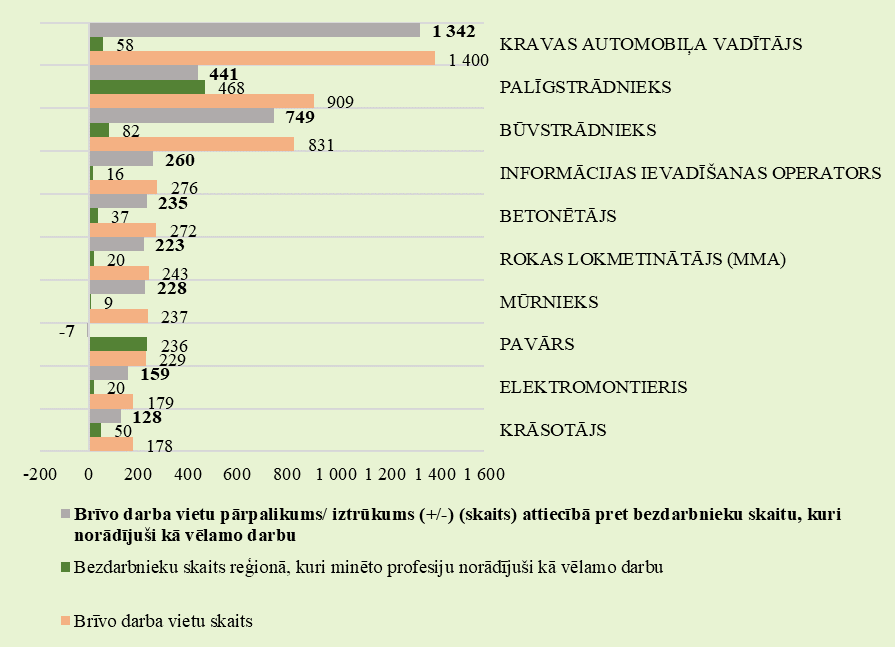 1 342
58
1 400
KRAVAS AUTOMOBIĻA VADĪTĀJS
441
468
909
PALĪGSTRĀDNIEKS
749
82
831
BŪVSTRĀDNIEKS
260
16
276
INFORMĀCIJAS IEVADĪŠANAS OPERATORS
235
37
272
BETONĒTĀJS
223
20
243
ROKAS LOKMETINĀTĀJS (MMA)
228
9
237
MŪRNIEKS
-7
236
229
PAVĀRS
159
20
179
ELEKTROMONTIERIS
128
50
178
KRĀSOTĀJS
-200 0 200 400 600 800 1 000 1 200 1 400 1 600
Brīvo darba vietu pārpalikums/ iztrūkums (+/-) (skaits) attiecībā pret bezdarbnieku skaitu, kuri
norādījuši kā vēlamo darbu
Bezdarbnieku skaits reģionā, kuri minēto profesiju norādījuši kā vēlamo darbu
Brīvo darba vietu skaits